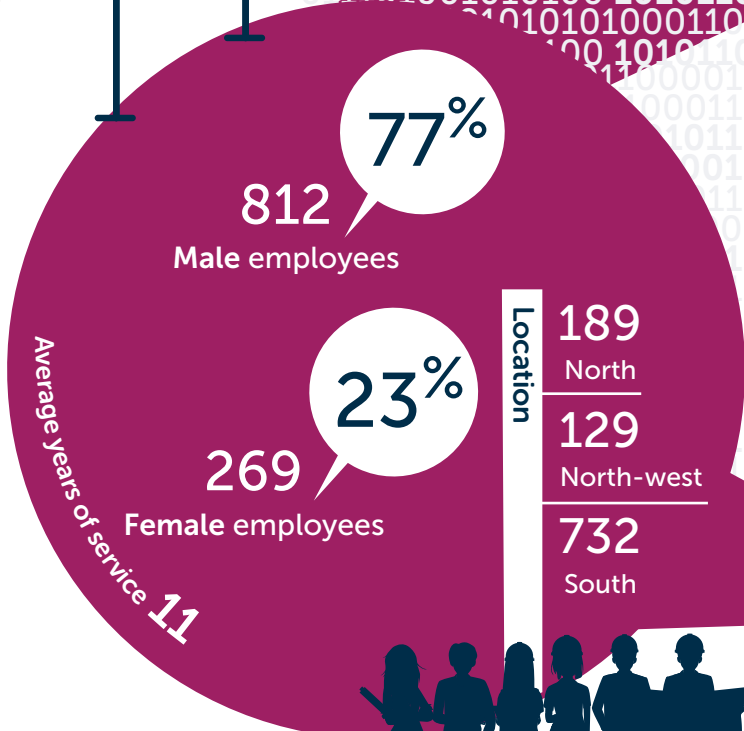 77%
812
Male employees
23%
269
Female employees
Average years of service 11
Location
189
North
129
North-west
732
South